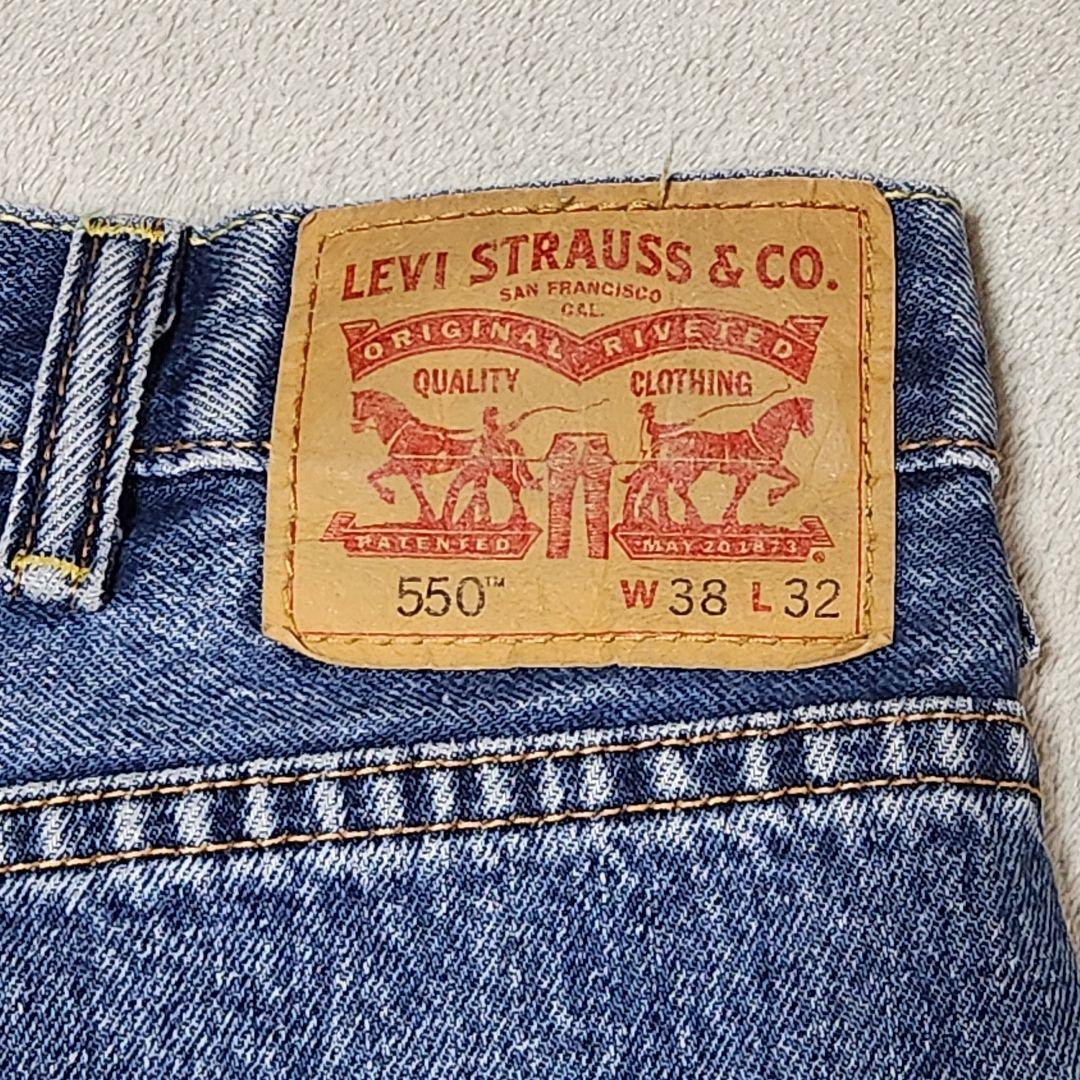 LEVI STRAUSS & CO.
SAN FRANCISCO
CAL.
ORIGINAL RIVETED
QUALITY CLOTHING
PATENTED MAY 20 1873 ®
550™ W 38 L 32